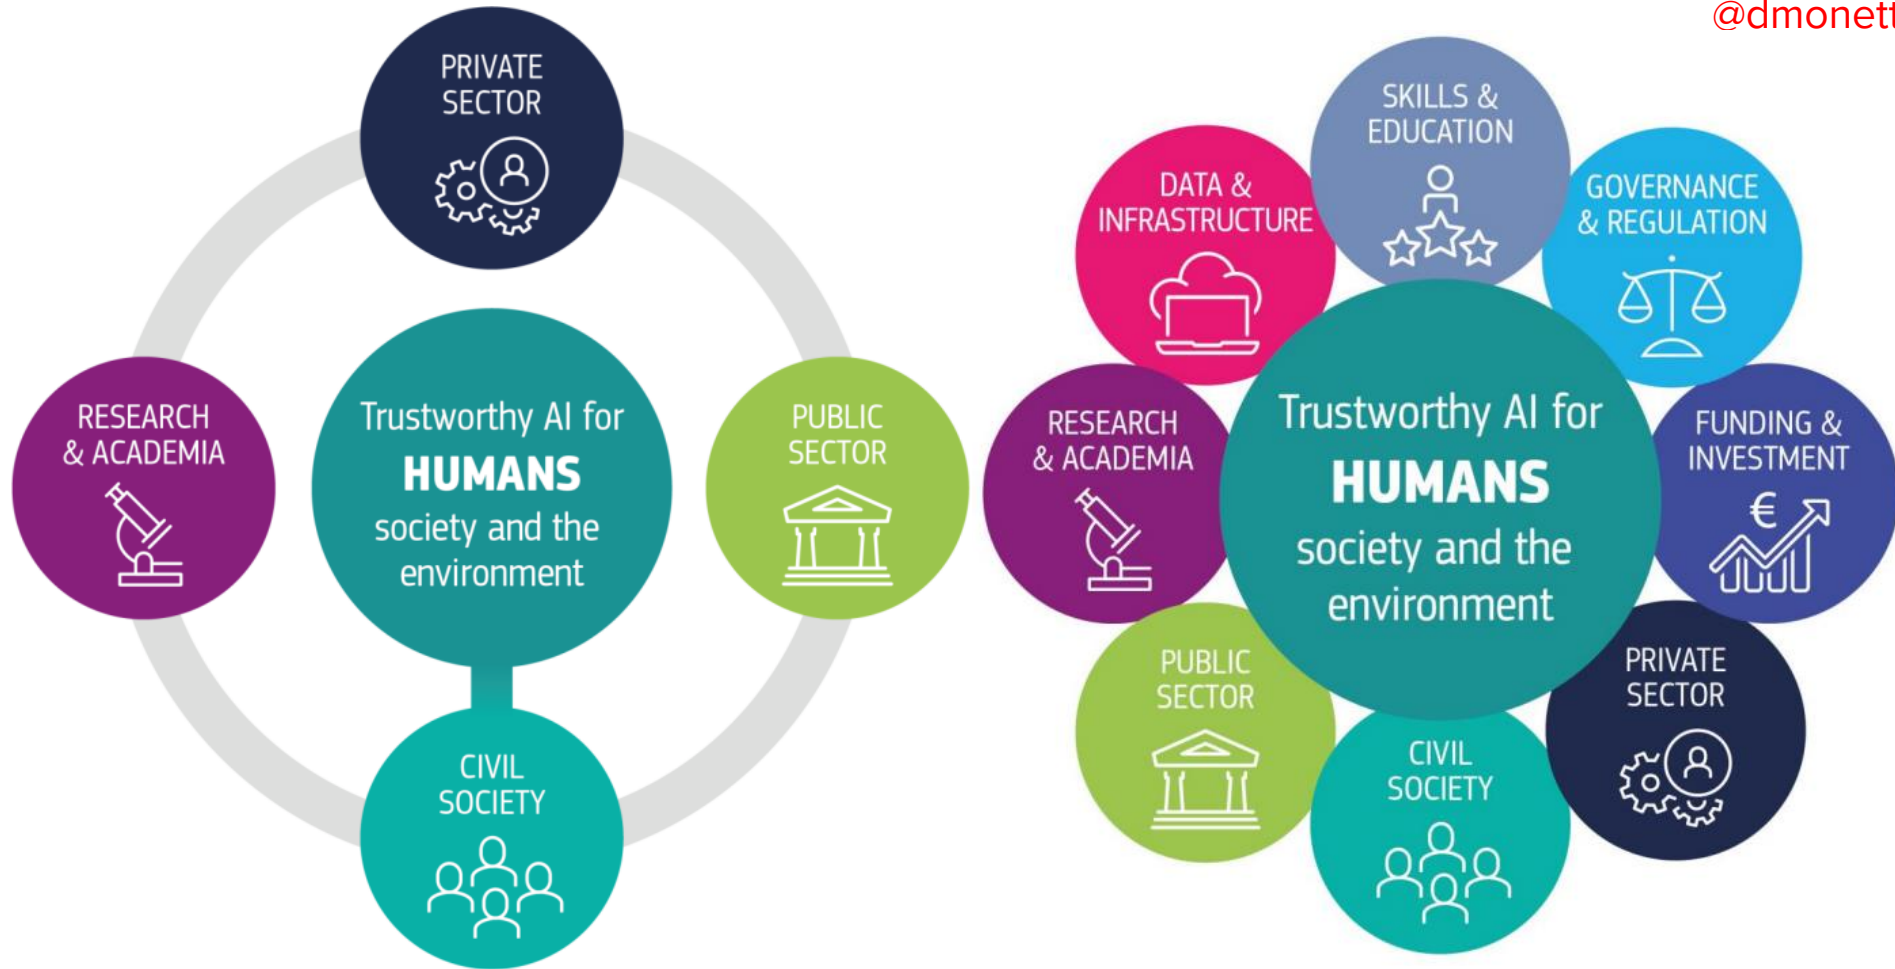 @dmonett
PRIVATE
SECTOR
RESEARCH
& ACADEMIA
Trustworthy AI for
HUMANS
society and the
environment
PUBLIC
SECTOR
CIVIL
SOCIETY
SKILLS &
EDUCATION
DATA &
INFRASTRUCTURE
GOVERNANCE
& REGULATION
RESEARCH
& ACADEMIA
Trustworthy AI for
HUMANS
society and the
environment
FUNDING &
INVESTMENT
€
PUBLIC
SECTOR
PRIVATE
SECTOR
CIVIL
SOCIETY